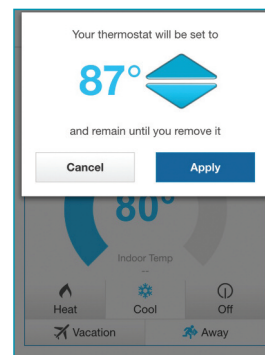 Your thermostat will be set to
87°
and remain until you remove it
Cancel Apply
80°
Indoor Temp
--
Heat Cool Off
Vacation Away